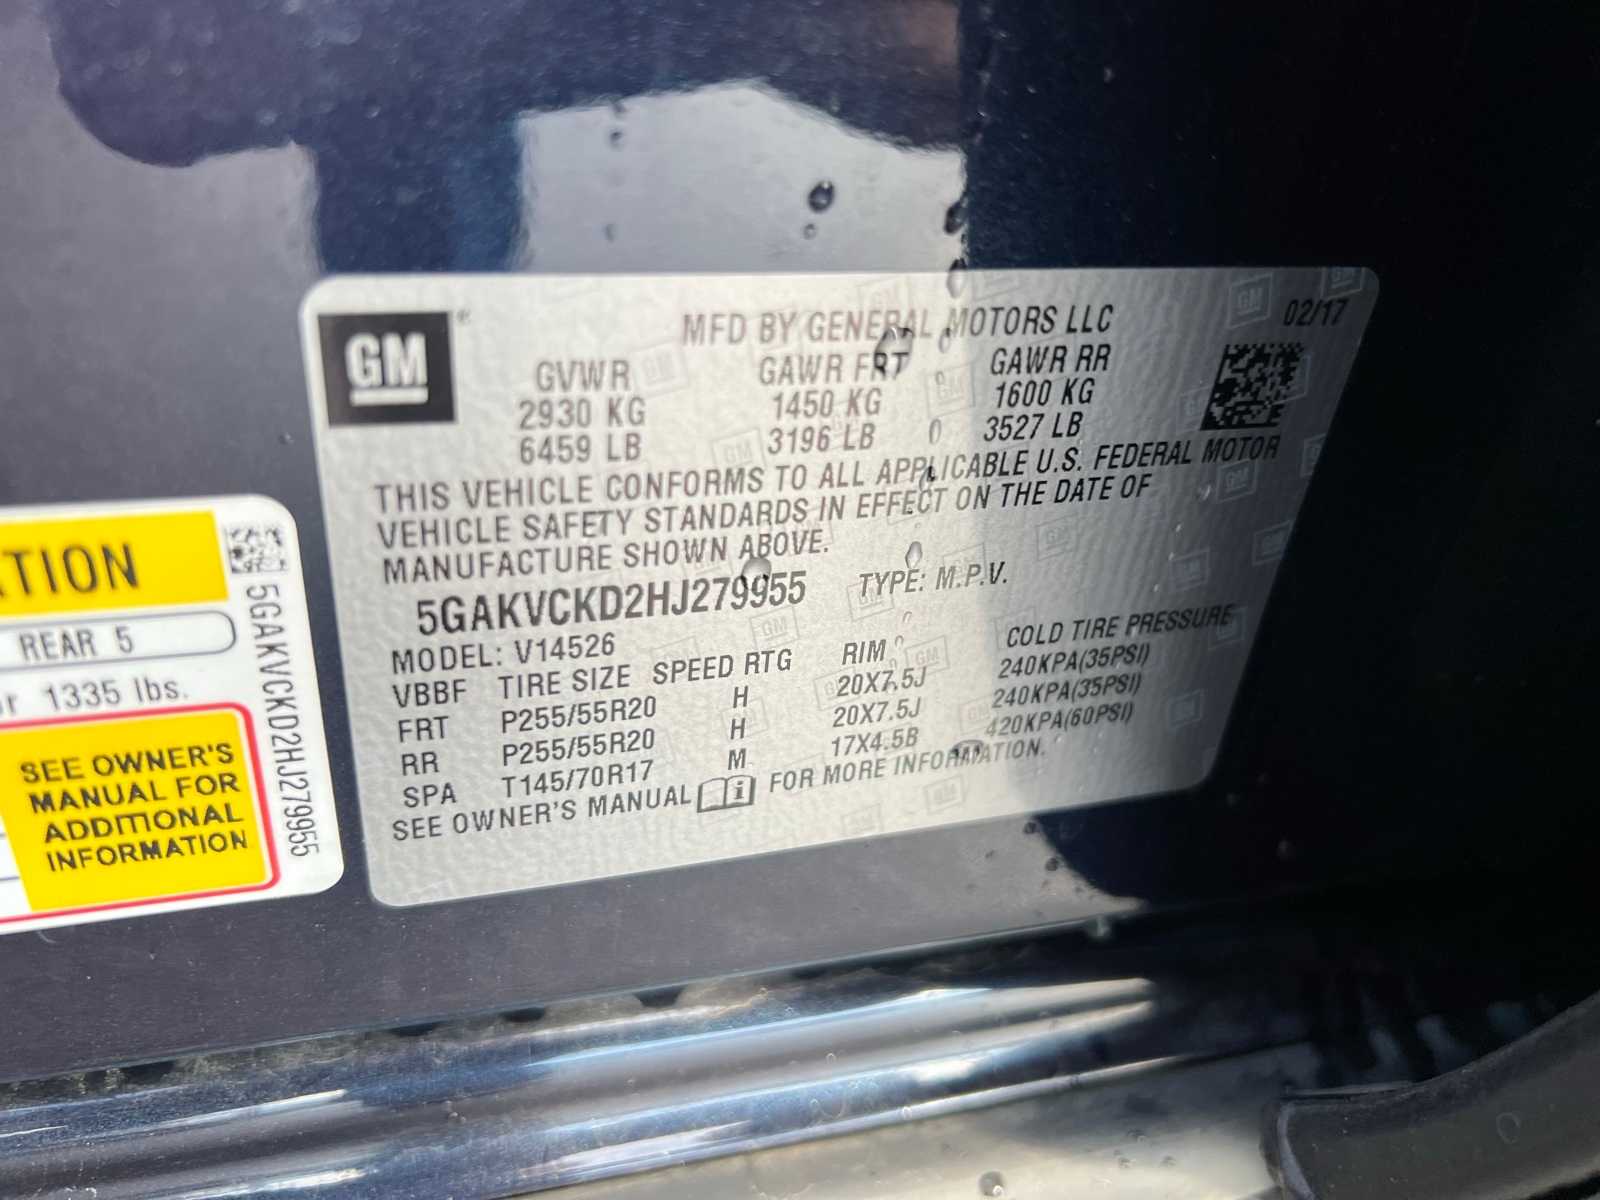 GM
MFD BY GENERAL MOTORS LLC 02/17
GVWR GAWR FRT GAWR RR
2930 KG 1450 KG 1600 KG
6459 LB 3196 LB 3527 LB
THIS VEHICLE CONFORMS TO ALL APPLICABLE U.S. FEDERAL MOTOR
VEHICLE SAFETY STANDARDS IN EFFECT ON THE DATE OF
MANUFACTURE SHOWN ABOVE.
5GAKVCKD2HJ279955 TYPE: M.P.V.
MODEL: V14526
VBBF TIRE SIZE SPEED RTG RIM COLD TIRE PRESSURE
FRT P255/55R20 H 20X7.5J 240KPA(35PSI)
RR P255/55R20 H 20X7.5J 240KPA(35PSI)
SPA T145/70R17 M 17X4.5B 420KPA(60PSI)
SEE OWNER'S MANUAL FOR MORE INFORMATION.
TION
REAR 5
1335 lbs.
SEE OWNER'S
MANUAL FOR
ADDITIONAL
INFORMATION
5GAKVCKD2HJ279955